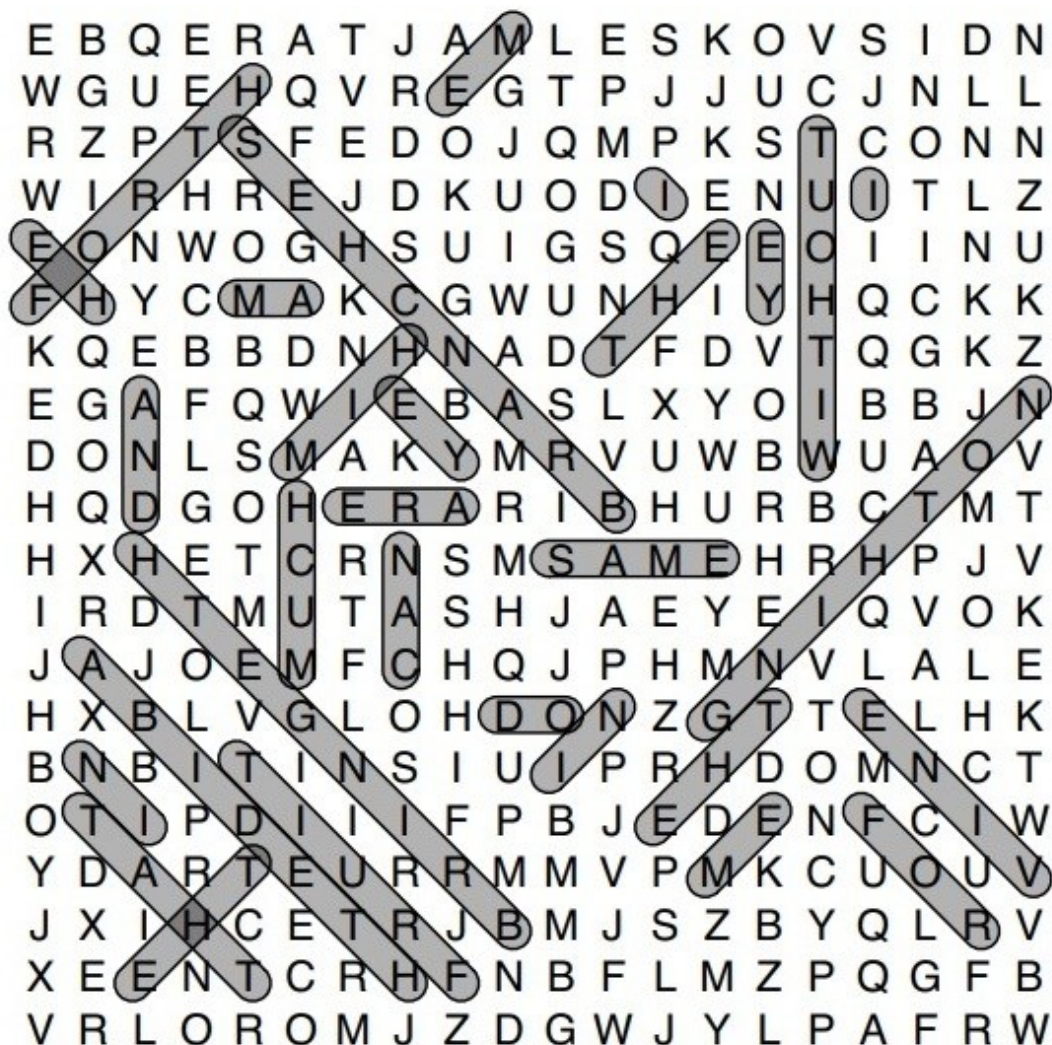 E B Q E R A T J A M L E S K O V S I D N
W G U E H Q V R E G T P J J U C J N L L
R Z P T S F E D O J Q M P K S T C O N N
W I R H R E J D K U O D I E N U I T L Z
E O N W O G H S U I G S Q E E O I I N U
F H Y C M A K C G W U N H I Y H Q C K K
K Q E B B D N H N A D T F D V T Q G K Z
E G A F Q W I E B A S L X Y O I B B J N
D O N L S M A K Y M R V U W B W U A O V
H Q D G O H E R A R I B H U R B C T M T
H X H E T C R N S M S A M E H R H P J V
I R D T M U T A S H J A E Y E I Q V O K
J A J O E M F C H Q J P H M N V L A L E
H X B L V G L O H D O N Z G T T E L H K
B N B I T I N S I U I P R H D O M N C T
O T I P D I I I F P B J E D E N F C I W
Y D A R T E U R R M M V P M K C U O U V
J X I H C E T R J B M J S Z B Y Q L R V
X E E N T C R H F N B F L M Z P Q G F B
V R L O R O M J Z D G W J Y L P A F R W